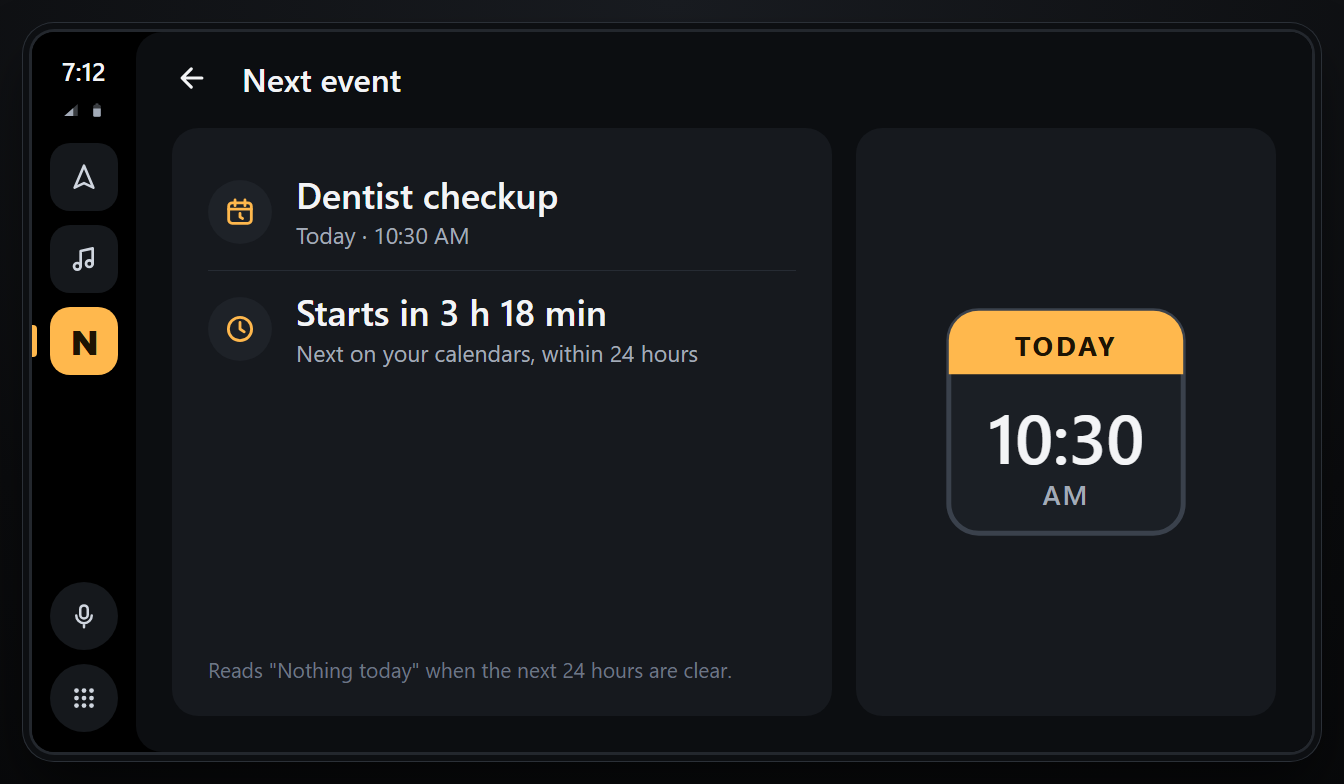 7:12
Next event
N
Dentist checkup
Today · 10:30 AM
Starts in 3 h 18 min
Next on your calendars, within 24 hours
Reads "Nothing today" when the next 24 hours are clear.
TODAY
10:30
AM